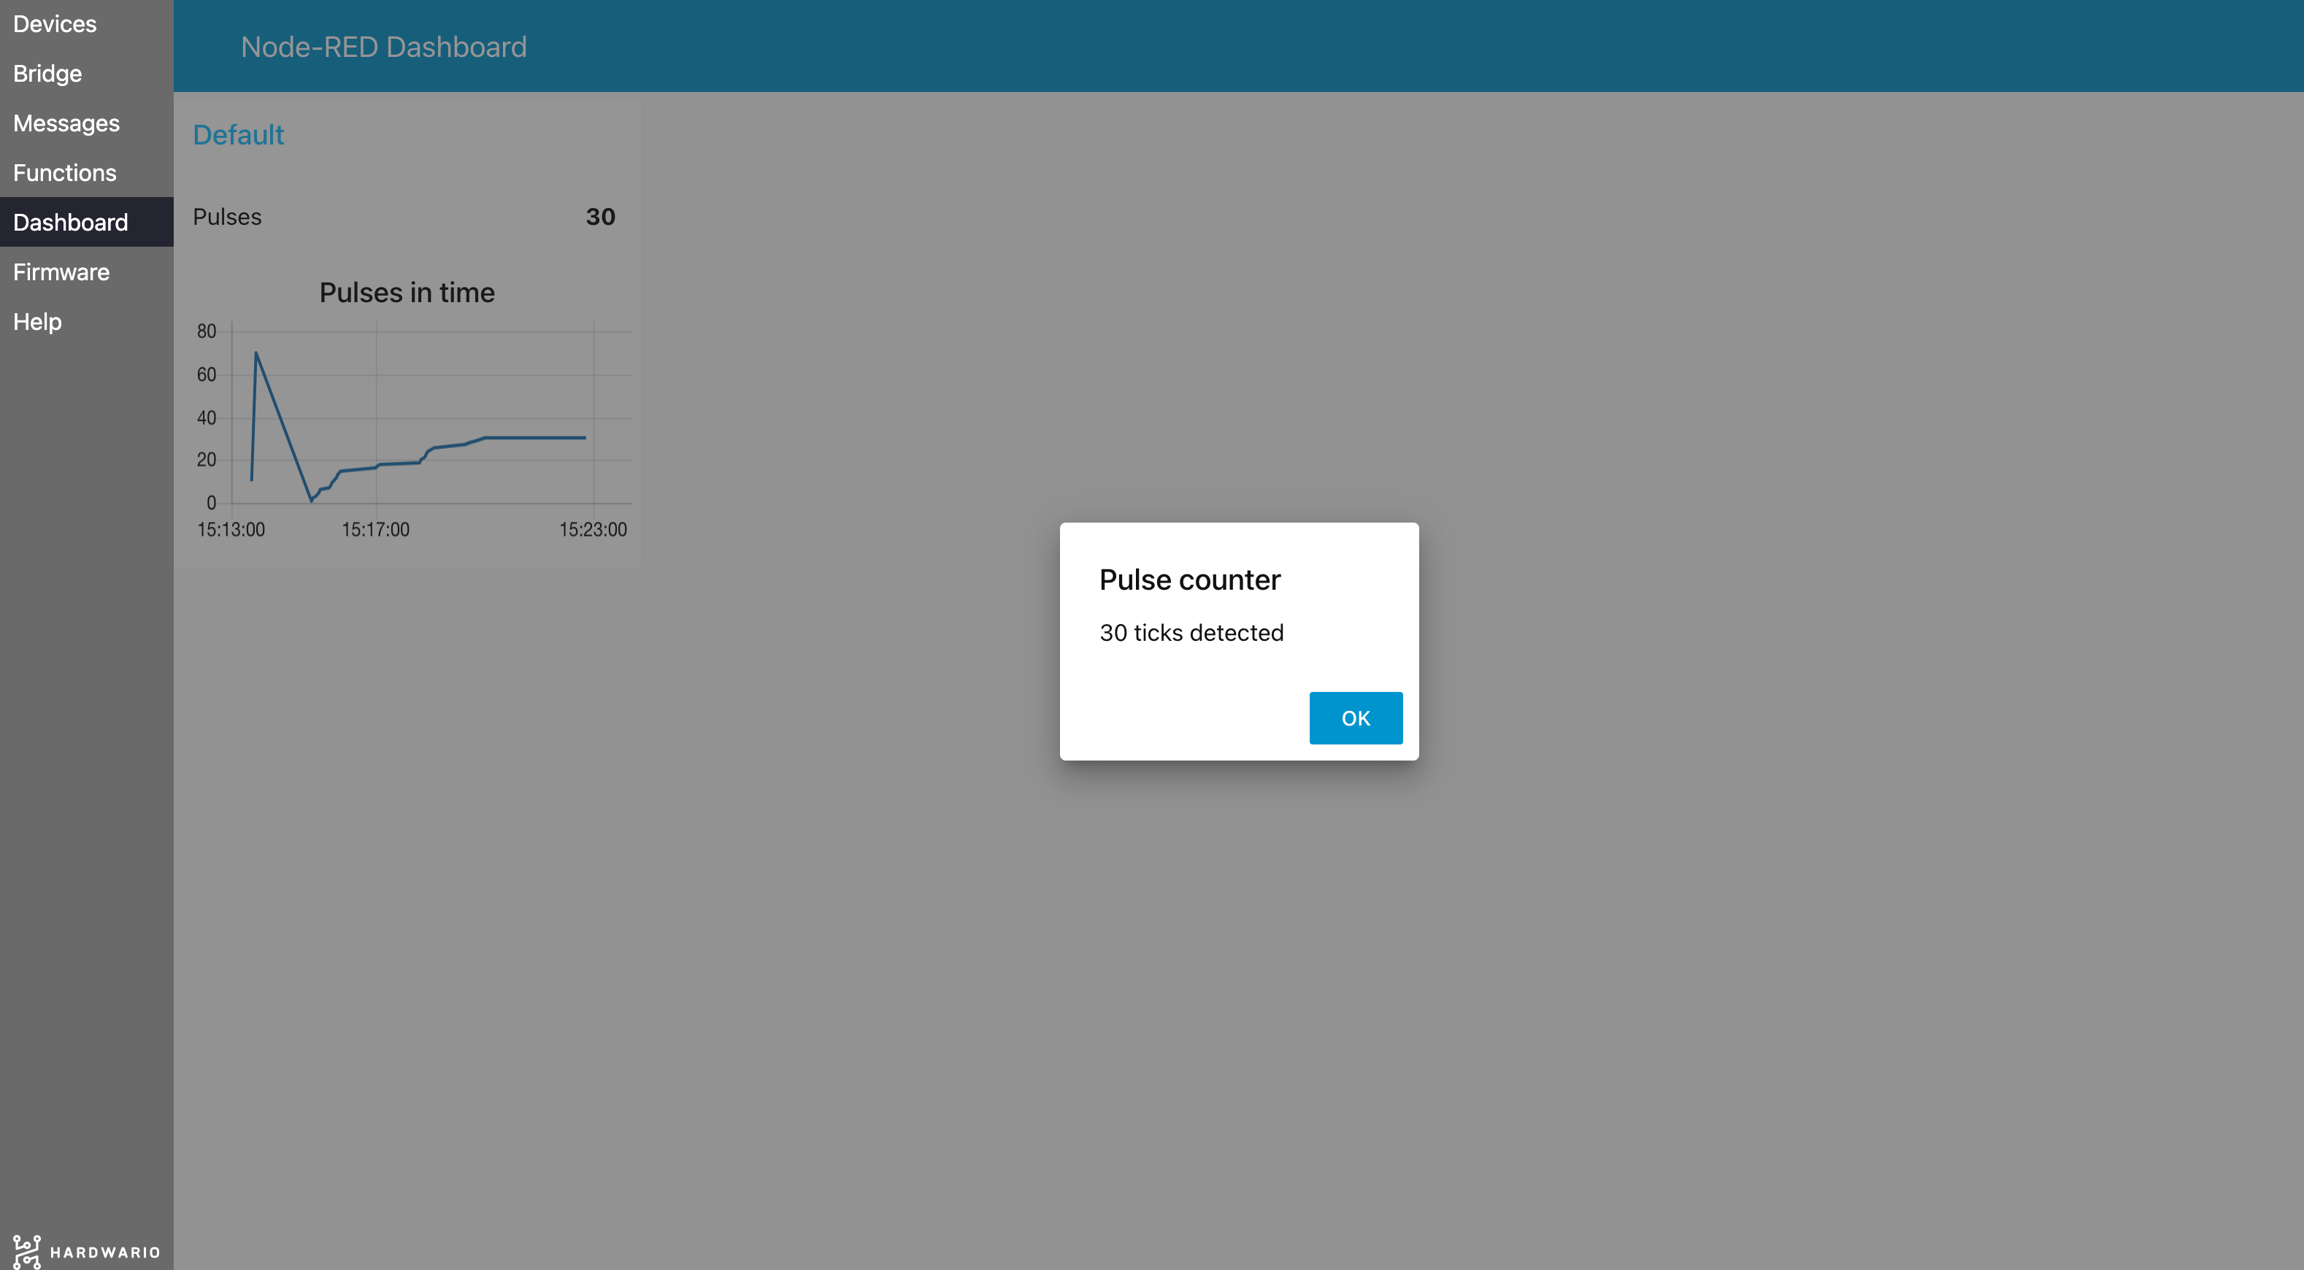 Devices
Bridge
Messages
Functions
Dashboard
Firmware
Help
HARDWARIO
Node-RED Dashboard
Default
Pulses 30
Pulses in time
80
60
40
20
0
15:13:00 15:17:00 15:23:00
Pulse counter
30 ticks detected
OK